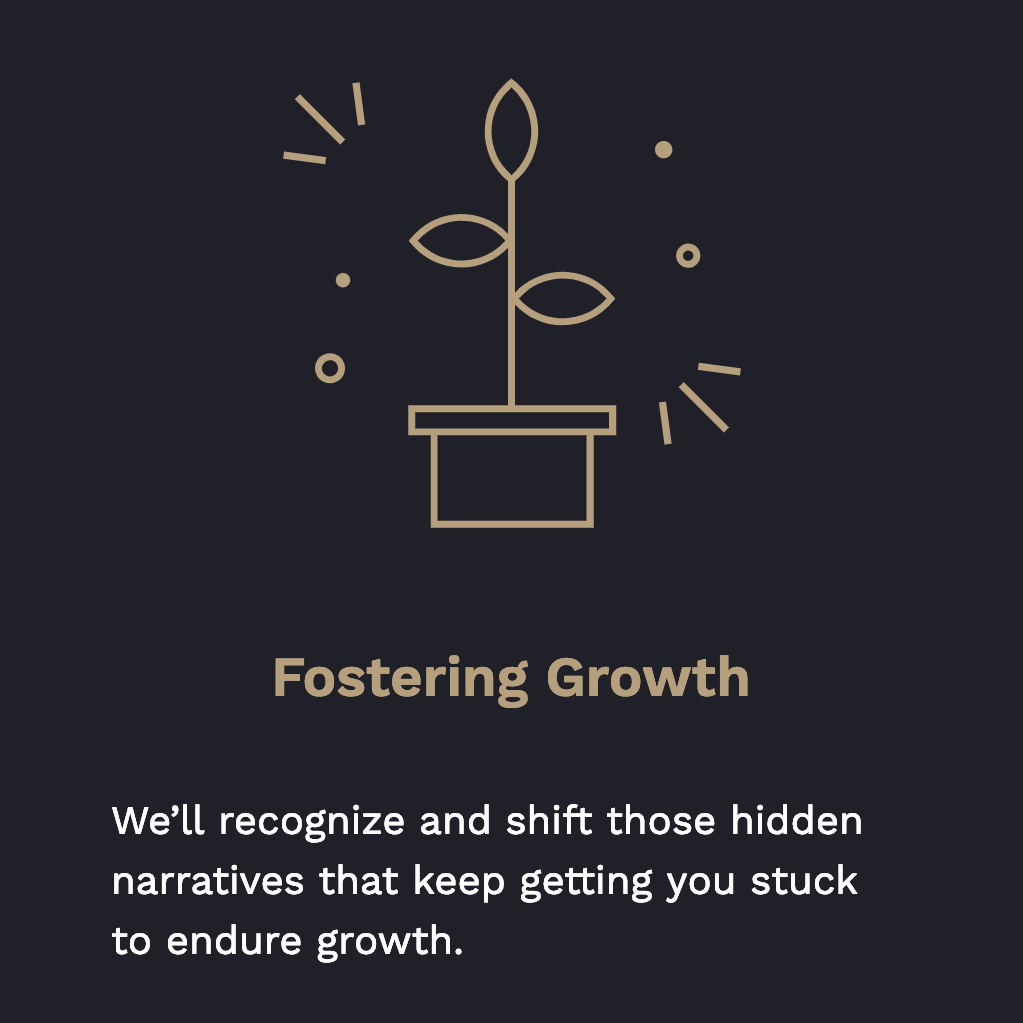 Fostering Growth
We’ll recognize and shift those hidden
narratives that keep getting you stuck
to endure growth.